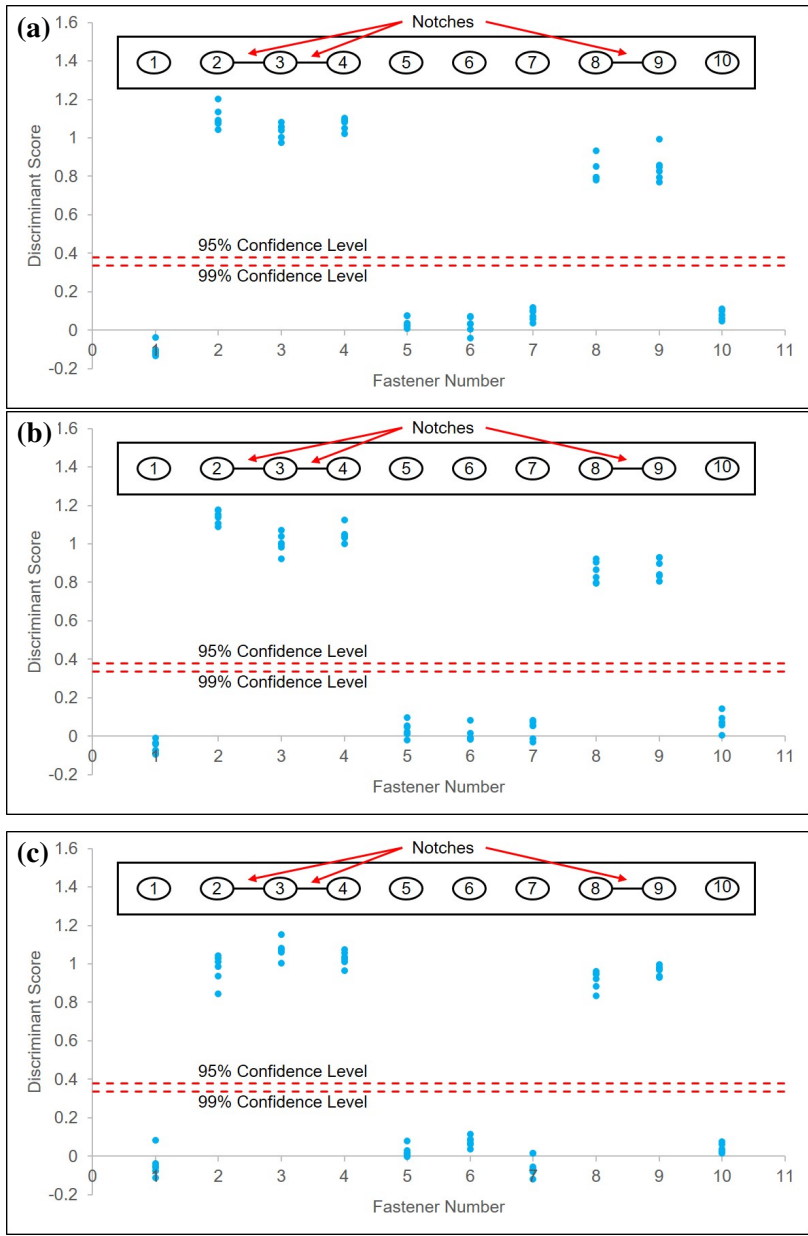 (a)
1.6
Notches
1.4
1 2 3 4 5 6 7 8 9 10
1.2
1
0.8
Discriminant Score
0.6
95% Confidence Level
0.4
99% Confidence Level
0.2
0
-0.2
0 1 2 3 4 5 6 7 8 9 10 11
Fastener Number
(b)
1.6
Notches
1.4
1 2 3 4 5 6 7 8 9 10
1.2
1
0.8
Discriminant Score
0.6
95% Confidence Level
0.4
99% Confidence Level
0.2
0
-0.2
0 1 2 3 4 5 6 7 8 9 10 11
Fastener Number
(c)
1.6
Notches
1.4
1 2 3 4 5 6 7 8 9 10
1.2
1
0.8
Discriminant Score
0.6
95% Confidence Level
0.4
99% Confidence Level
0.2
0
-0.2
0 1 2 3 4 5 6 7 8 9 10 11
Fastener Number